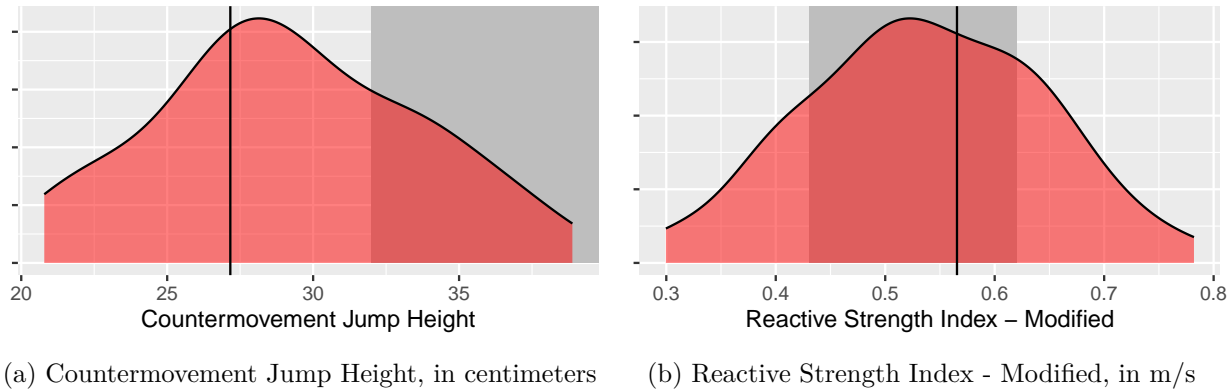 20 25 30 35
Countermovement Jump Height
(a) Countermovement Jump Height, in centimeters
0.3 0.4 0.5 0.6 0.7 0.8
Reactive Strength Index – Modified
(b) Reactive Strength Index - Modified, in m/s